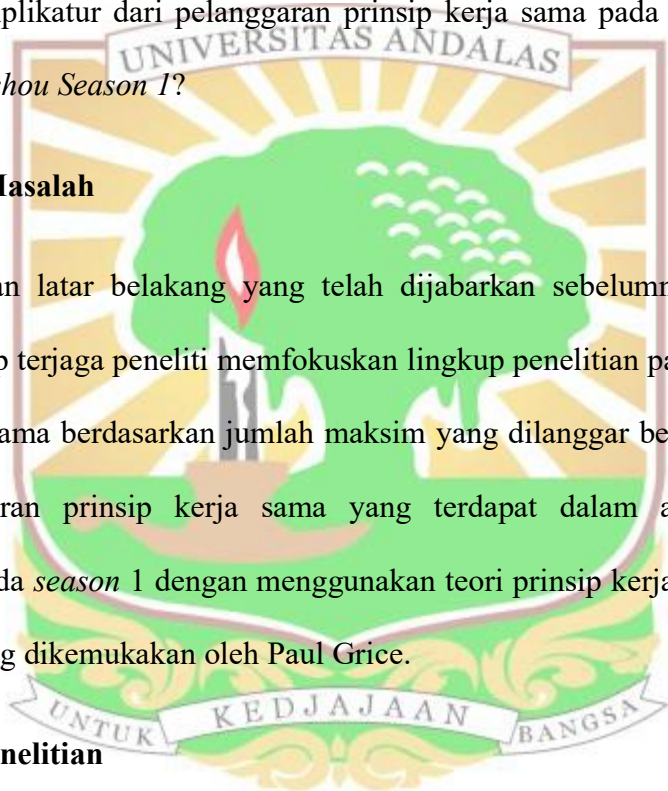 plikatur dari pelanggaran prinsip kerja sama pada
UNIVERSITAS ANDALAS
hou Season 1?
Masalah
an latar belakang yang telah dijabarkan sebelumn
p terjaga peneliti memfokuskan lingkup penelitian pa
ama berdasarkan jumlah maksim yang dilanggar be
ran prinsip kerja sama yang terdapat dalam a
da season 1 dengan menggunakan teori prinsip kerja
g dikemukakan oleh Paul Grice.
UNTUK KEDJAJAAN BANGSA
nelitian